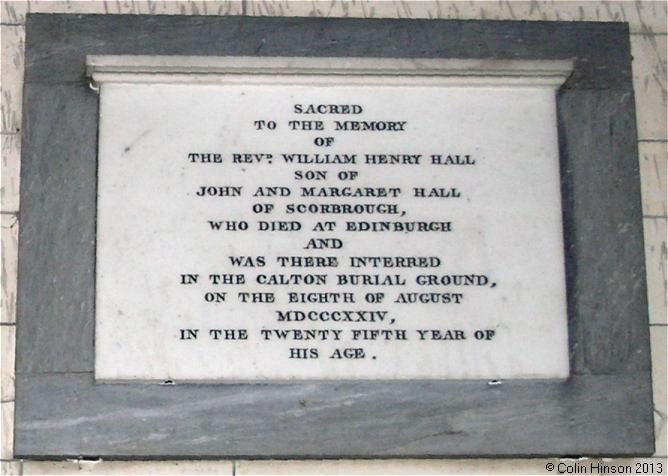 SACRED
TO THE MEMORY
OF
THE REVD. WILLIAM HENRY HALL
SON OF
JOHN AND MARGARET HALL
OF SCORBROUGH,
WHO DIED AT EDINBURGH
AND
WAS THERE INTERRED
IN THE CALTON BURIAL GROUND,
ON THE EIGHTH OF AUGUST
MDCCCXXIV,
IN THE TWENTY FIFTH YEAR OF
HIS AGE.
© Colin Hinson 2013